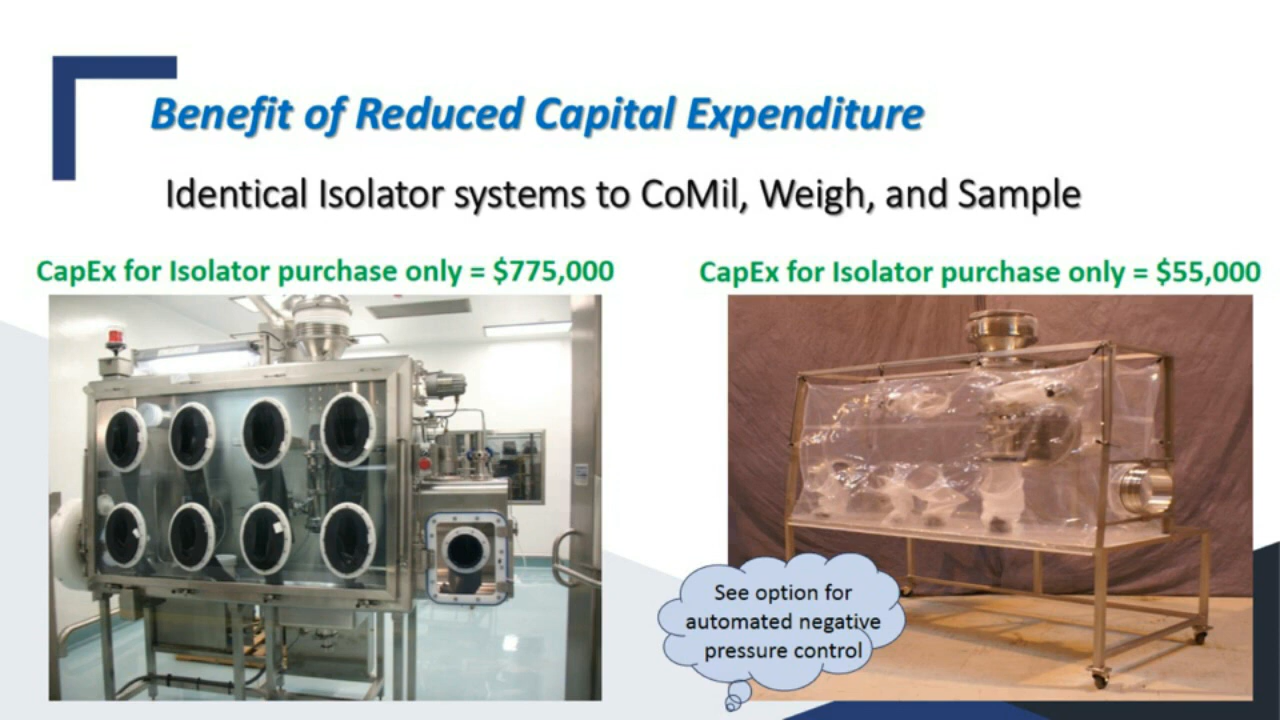 Benefit of Reduced Capital Expenditure
Identical Isolator systems to CoMil, Weigh, and Sample
CapEx for Isolator purchase only = $775,000
CapEx for Isolator purchase only = $55,000
See option for
automated negative
pressure control